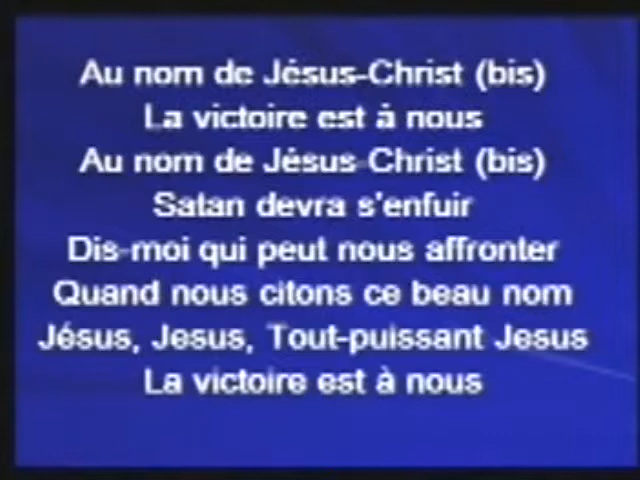 Au nom de Jésus-Christ (bis)
La victoire est à nous
Au nom de Jésus-Christ (bis)
Satan devra s'enfuir
Dis-moi qui peut nous affronter
Quand nous citons ce beau nom
Jésus, Jesus, Tout-puissant Jesus
La victoire est à nous